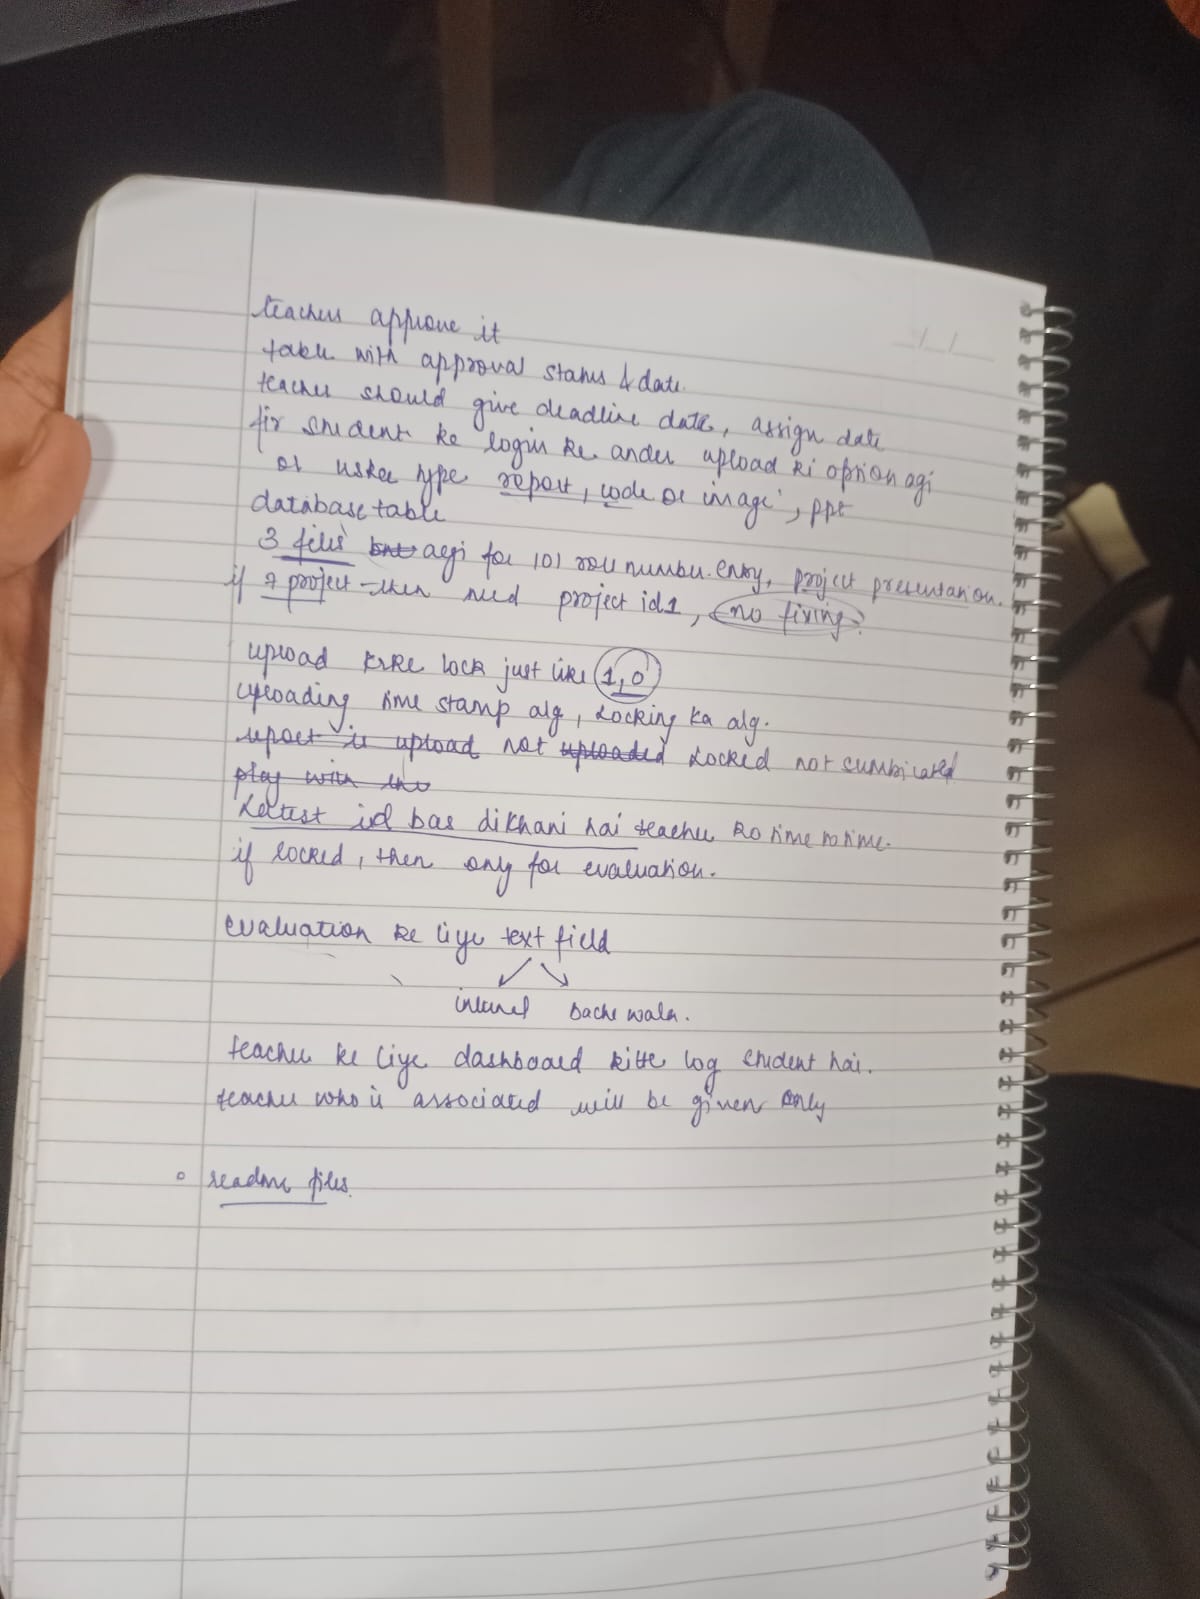 teachers approve it
table with approval status & date.
teacher should give deadline date, assign date
fir student ke login ke ander upload ki option agi
or uske type report, code or image, ppt
database table
3 files but aegi for 101 roll number entry, project presentation.
if 7 project then need project id1, (no fixing)
upload krke lock just like (1,0)
uploading time stamp alg, Locking ka alg.
report is upload not uploaded Locked not
play with the
Latest id bas dikhani hai teacher ko time to time.
if locked, then only for evaluation.
evaluation ke liye text field
internal bache wala.
teacher ke liye dashboard kitte log student hai.
teacher who is associated will be given only
readme files.